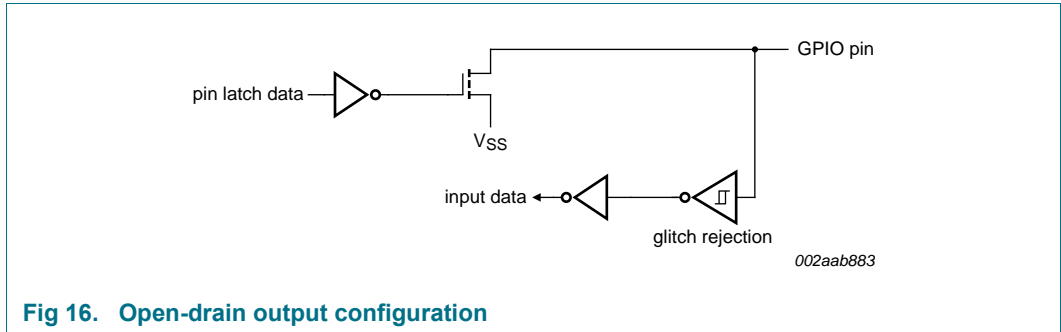 GPIO pin
pin latch data
VSS
input data
glitch rejection
002aab883
Fig 16. Open-drain output configuration